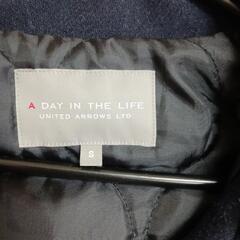 A DAY IN THE LIFE
UNITED ARROWS LTD.
S